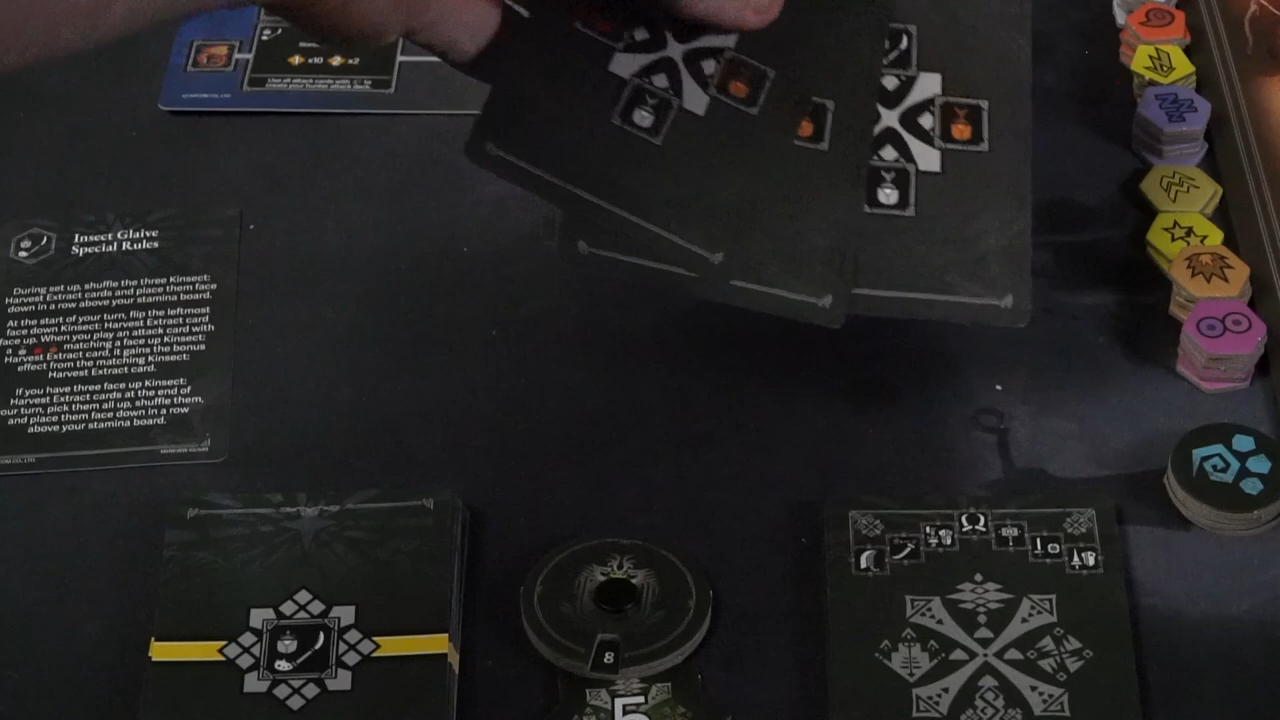 x10 x2
Use all attack cards with to
create your hunter attack deck.
Insect Glaive
Special Rules
During set up, shuffle the three Kinsect:
Harvest Extract cards and place them face
down in a row above your stamina board.
At the start of your turn, flip the leftmost
face down Kinsect: Harvest Extract card
face up. When you play an attack card with
a matching a face up Kinsect:
Harvest Extract card, it gains the bonus
effect from the matching Kinsect:
Harvest Extract card.
If you have three face up Kinsect:
Harvest Extract cards at the end of
your turn, pick them all up, shuffle them,
and place them face down in a row
above your stamina board.
8
5